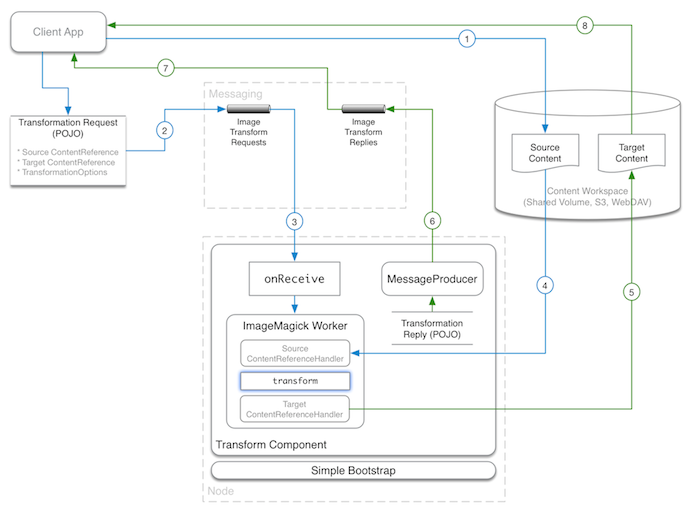 Client App
1
8
7
Messaging
Transformation Request
(POJO)
* Source ContentReference
* Target ContentReference
* TransformationOptions
2
Image
Transform
Requests
Image
Transform
Replies
Source
Content
Target
Content
Content Workspace
(Shared Volume, S3, WebDAV)
3
6
4
5
onReceive
MessageProducer
ImageMagick Worker
Transformation
Reply (POJO)
Source
ContentReferenceHandler
transform
Target
ContentReferenceHandler
Transform Component
Simple Bootstrap
Node